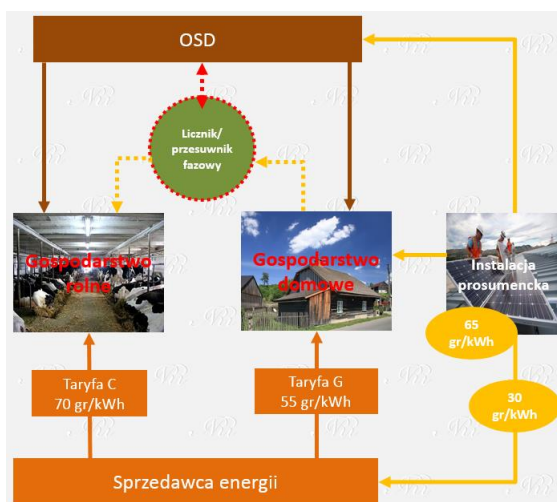 OSD
Licznik/
przesuwnik
fazowy
Gospodarstwo
rolne
Gospodarstwo
domowe
Instalacja
prosumencka
65
gr/kWh
Taryfa C
70 gr/kWh
Taryfa G
55 gr/kWh
30
gr/kWh
Sprzedawca energii